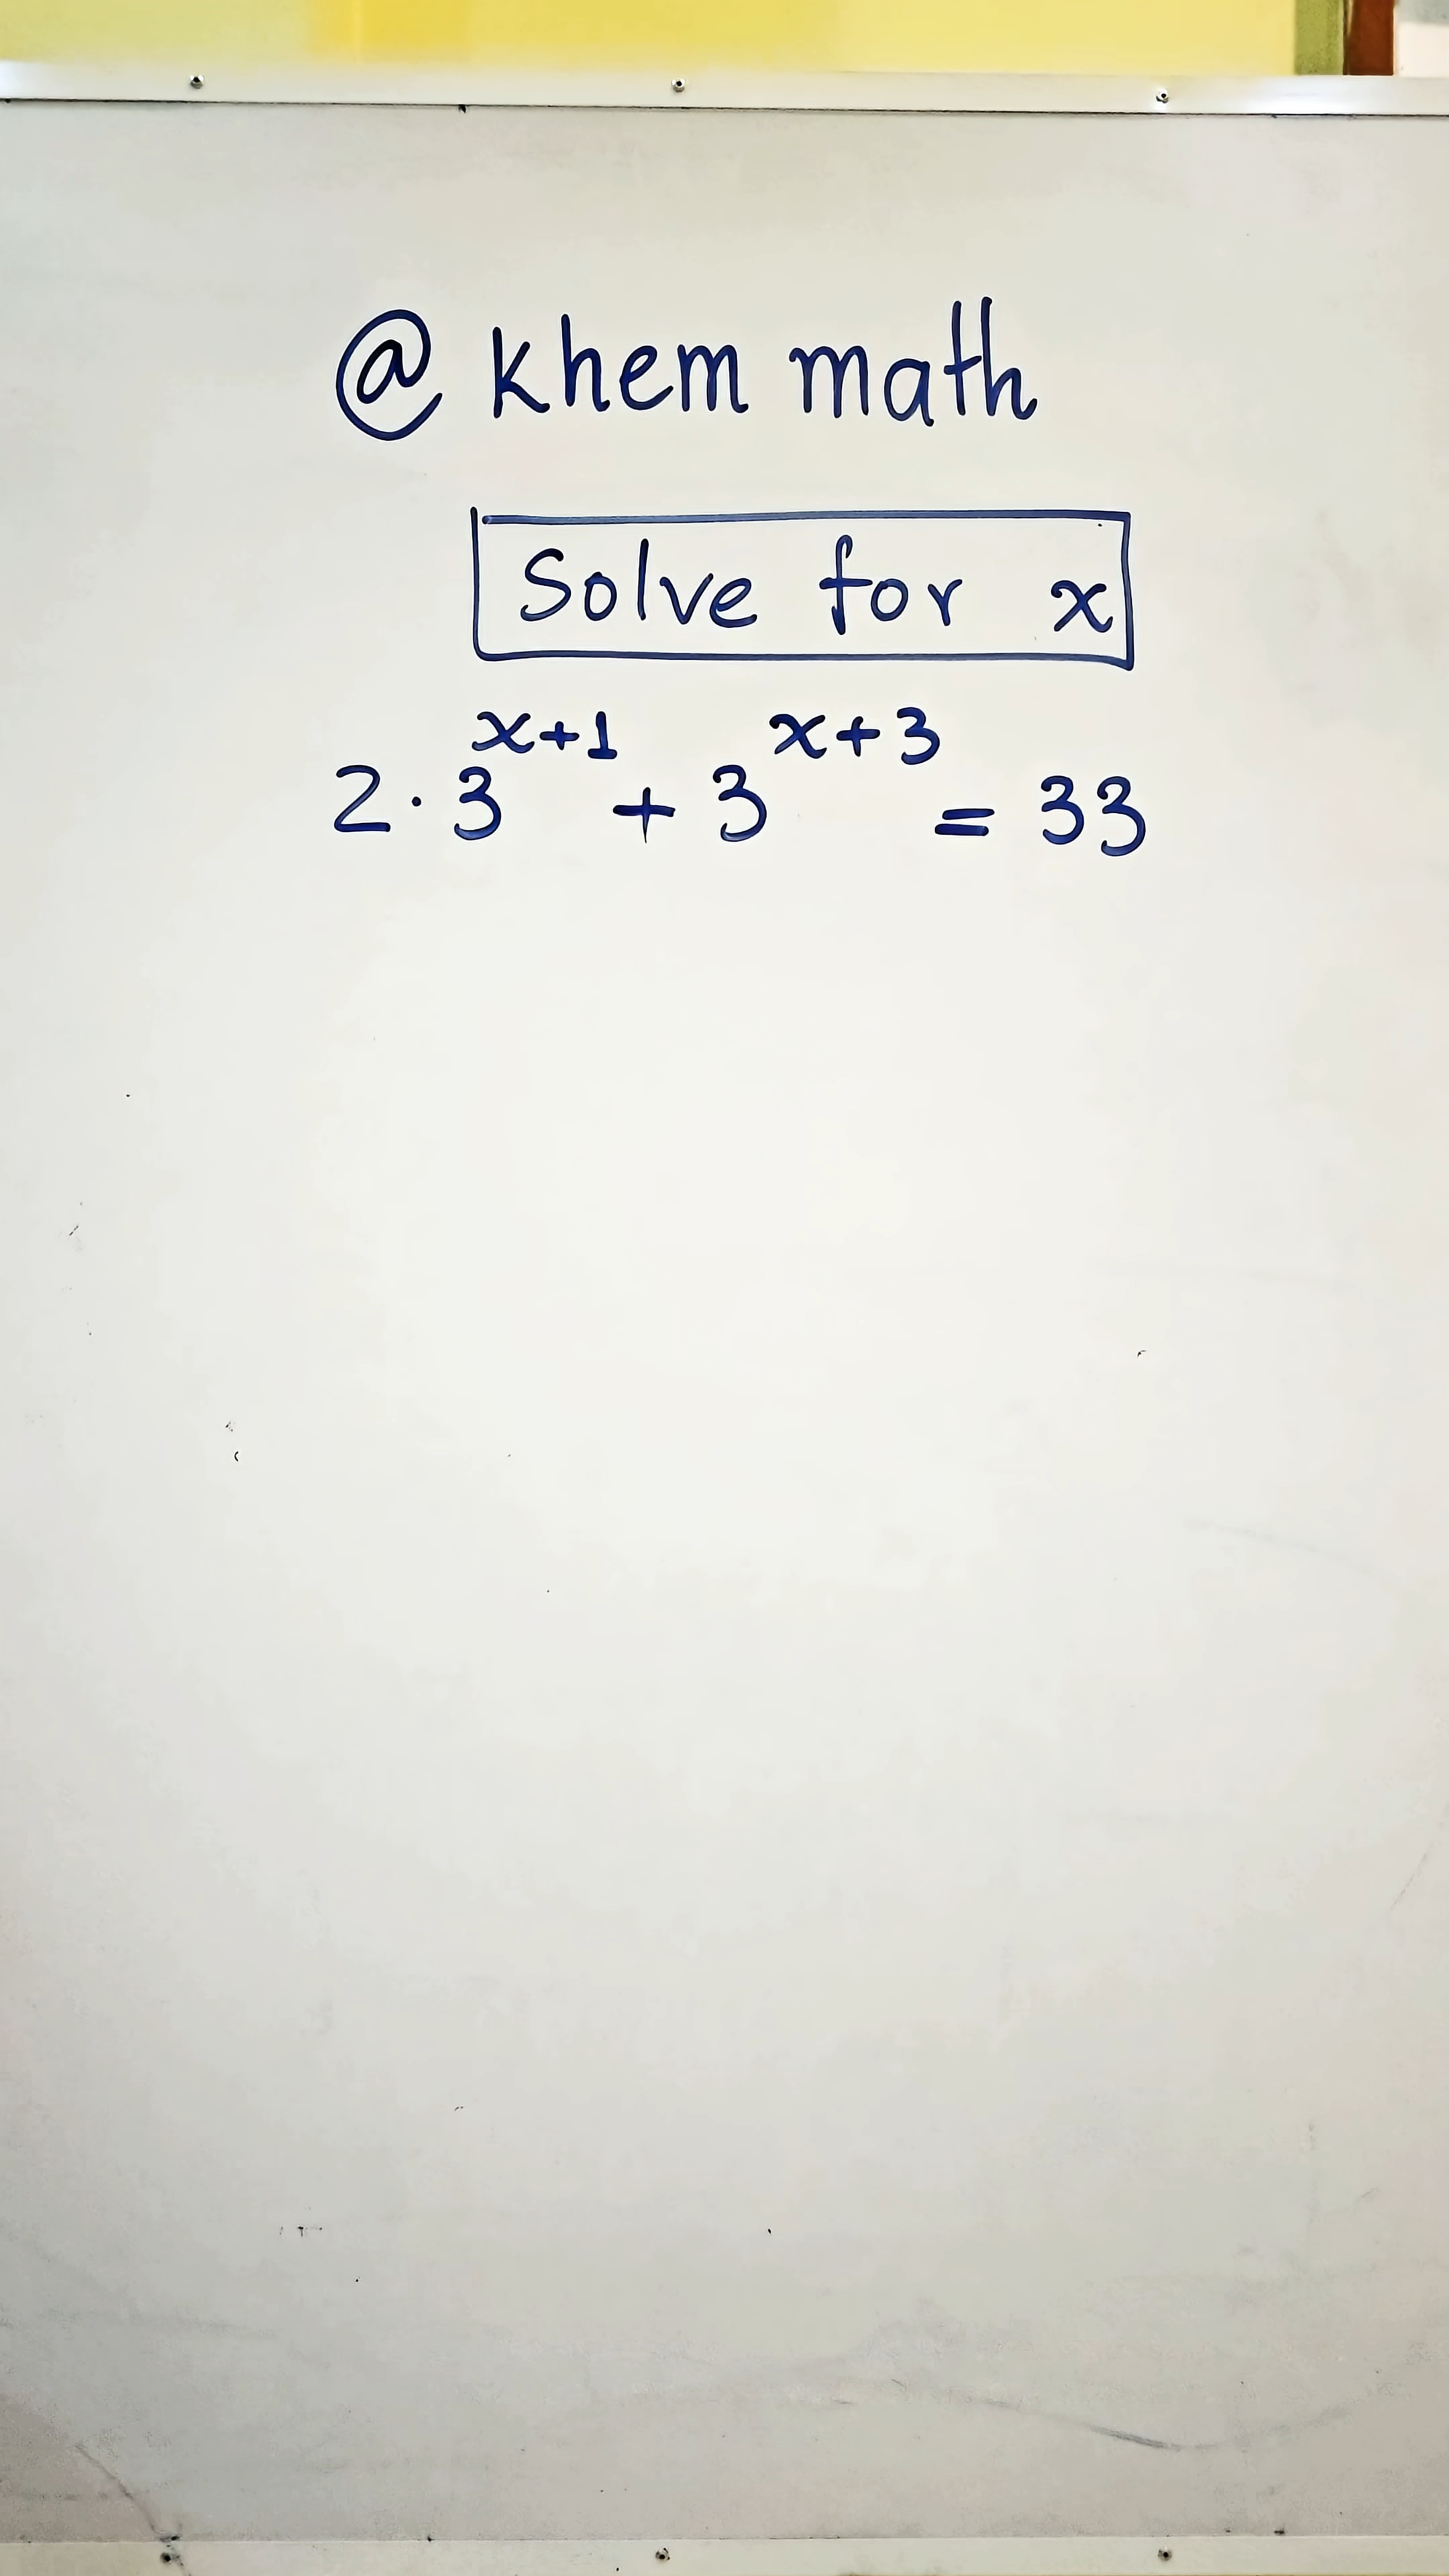 @ khem math
Solve for x
2 · 3^{x+1} + 3^{x+3} = 33